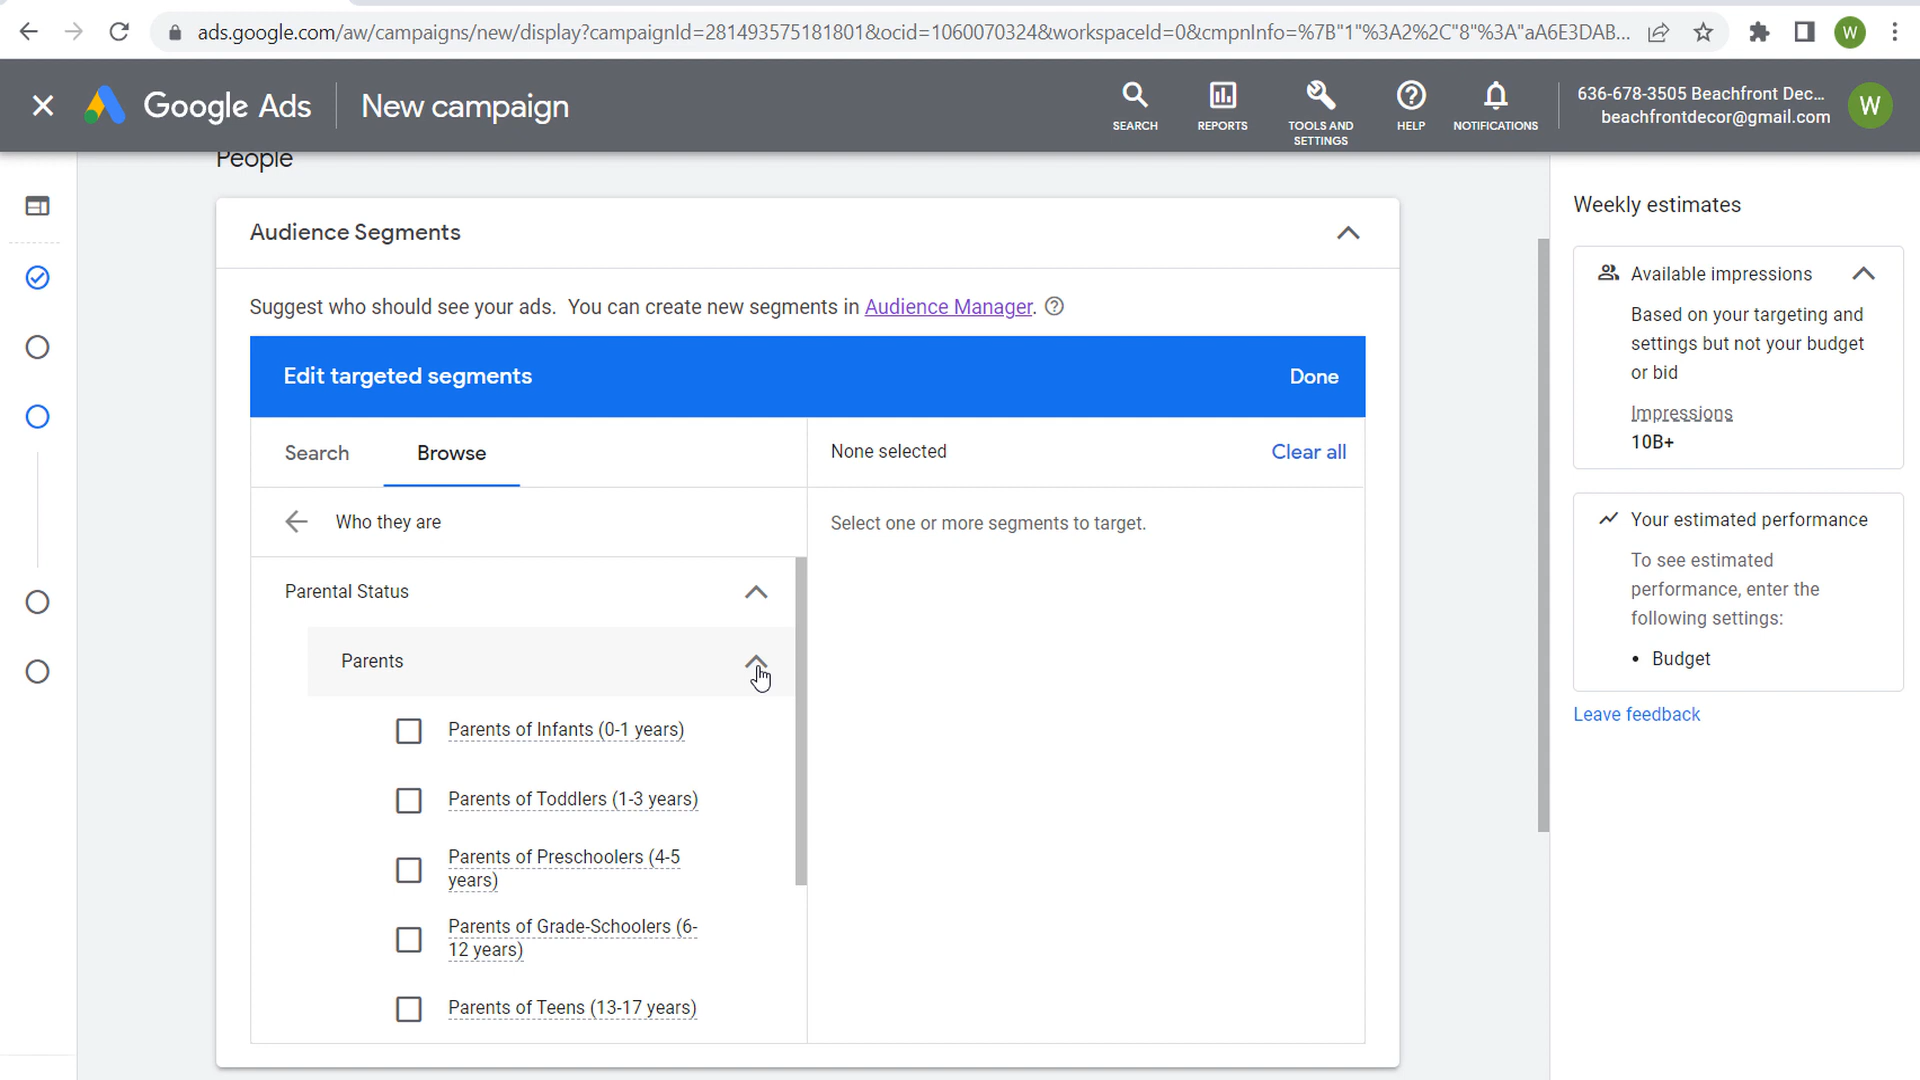 ads.google.com/aw/campaigns/new/display?campaignId=281493575181801&ocid=1060070324&workspaceId=0&cmpnInfo=%7B"1"%3A2%2C"8"%3A"aA6E3DAB...
W
Google Ads
New campaign
SEARCH
REPORTS
TOOLS AND
SETTINGS
HELP
NOTIFICATIONS
636-678-3505 Beachfront Dec...
beachfrontdecor@gmail.com
W
People
Audience Segments
Suggest who should see your ads. You can create new segments in Audience Manager.
Edit targeted segments
Done
Search
Browse
None selected
Clear all
Who they are
Select one or more segments to target.
Parental Status
Parents
Parents of Infants (0-1 years)
Parents of Toddlers (1-3 years)
Parents of Preschoolers (4-5
years)
Parents of Grade-Schoolers (6-
12 years)
Parents of Teens (13-17 years)
Weekly estimates
Available impressions
Based on your targeting and
settings but not your budget
or bid
Impressions
10B+
Your estimated performance
To see estimated
performance, enter the
following settings:
• Budget
Leave feedback